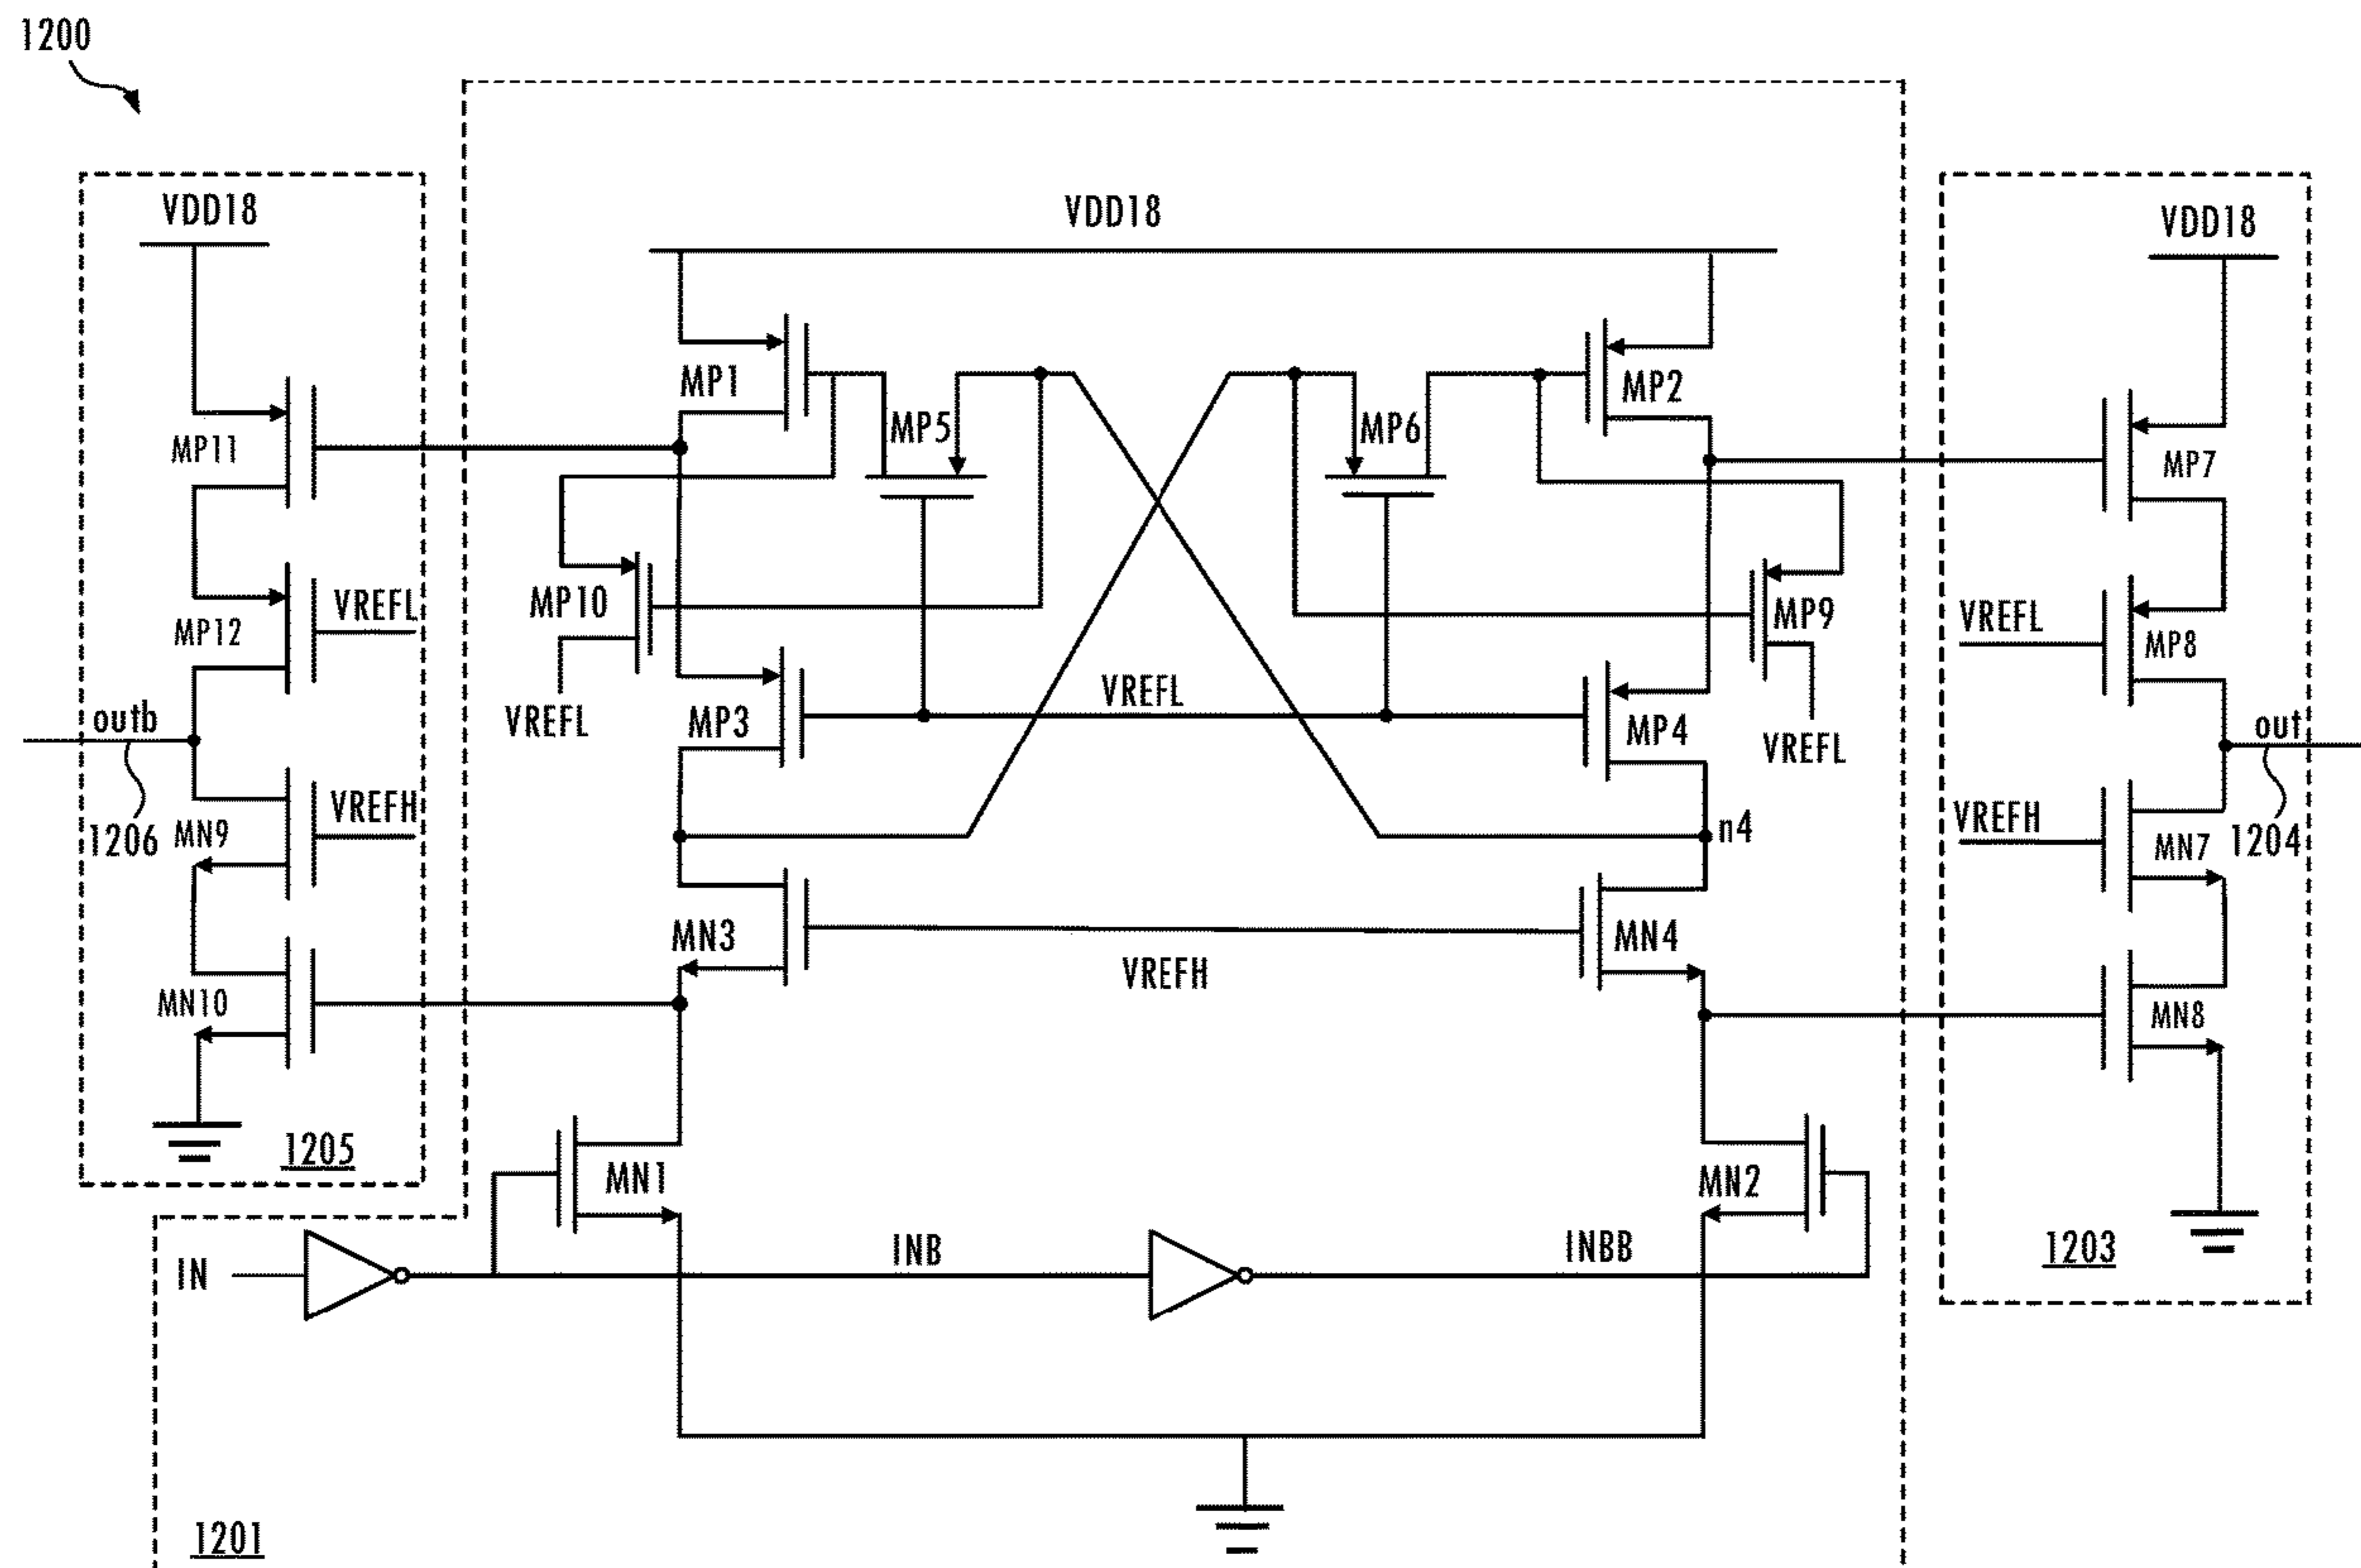 1200
VDD18
VDD18
VDD18
MP1
MP5
MP6
MP2
MP11
MP7
MP10
MP9
MP12
VREFL
VREFL
MP8
VREFL
MP3
VREFL
MP4
VREFL
outb
out
1206
VREFH
MN9
n4
VREFH
MN7
1204
MN3
VREFH
MN4
MN10
MN8
1205
MN1
MN2
IN
INB
INBB
1203
1201